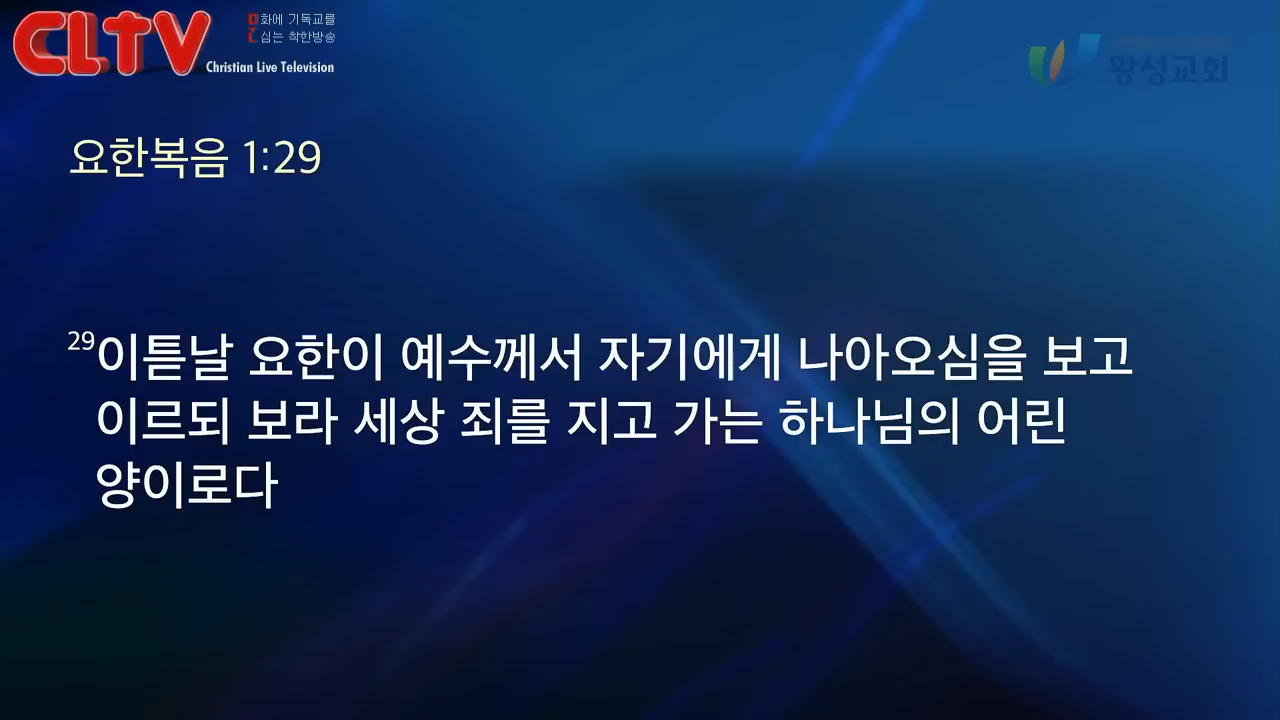 CLTV
문화에 기독교를
심는 착한방송
Christian Live Television
왕성교회
요한복음 1:29
29이튿날 요한이 예수께서 자기에게 나아오심을 보고
이르되 보라 세상 죄를 지고 가는 하나님의 어린
양이로다